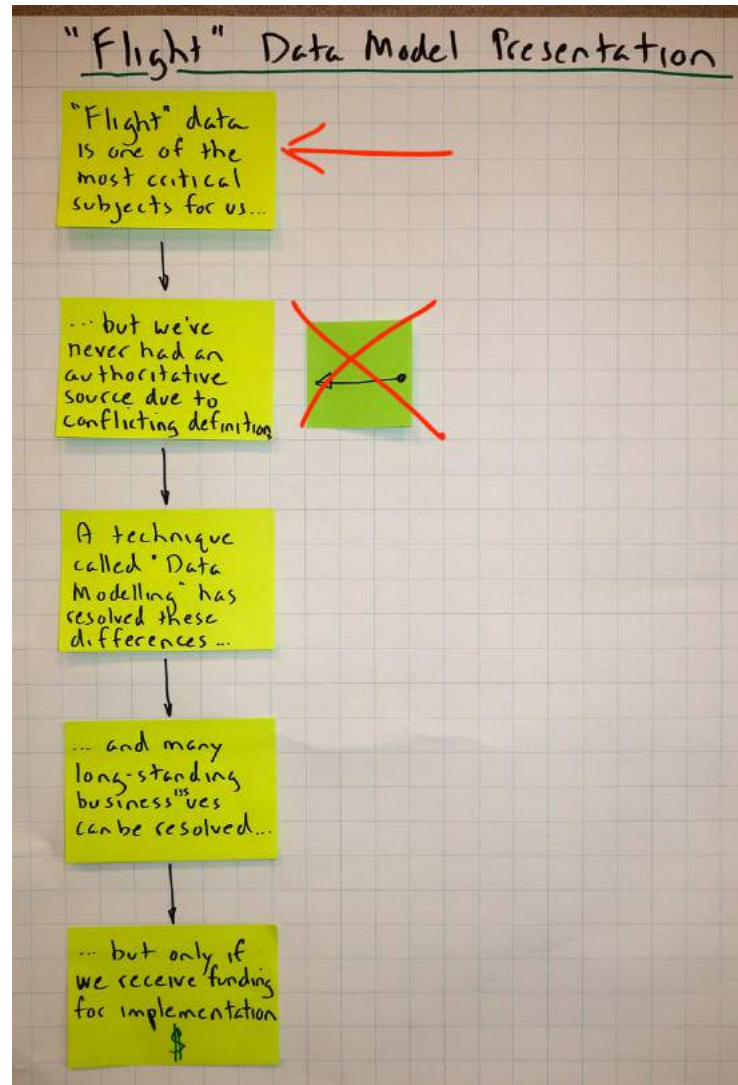 "Flight" Data Model Presentation
"Flight" data
is one of the
most critical
subjects for us...
... but we've
never had an
authoritative
source due to
conflicting definition
A technique
called "Data
Modelling" has
resolved these
differences ...
... and many
long-standing
business issues
can be resolved...
... but only if
we receive funding
for implementation
$